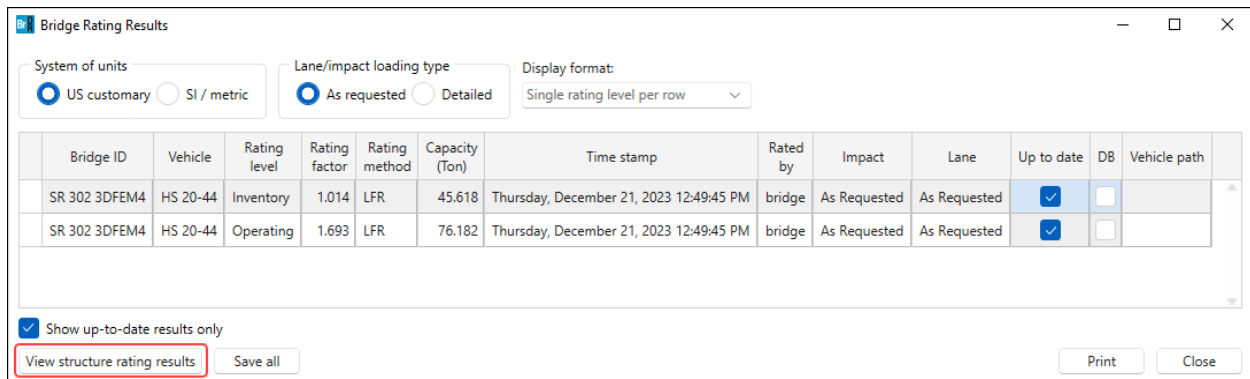 Br R Bridge Rating Results
System of units
US customary SI / metric
Lane/impact loading type
As requested Detailed
Display format:
Single rating level per row
Bridge ID Vehicle Rating level Rating factor Rating method Capacity (Ton) Time stamp Rated by Impact Lane Up to date DB Vehicle path
SR 302 3DFEM4 HS 20-44 Inventory 1.014 LFR 45.618 Thursday, December 21, 2023 12:49:45 PM bridge As Requested As Requested
SR 302 3DFEM4 HS 20-44 Operating 1.693 LFR 76.182 Thursday, December 21, 2023 12:49:45 PM bridge As Requested As Requested
Show up-to-date results only
View structure rating results Save all Print Close